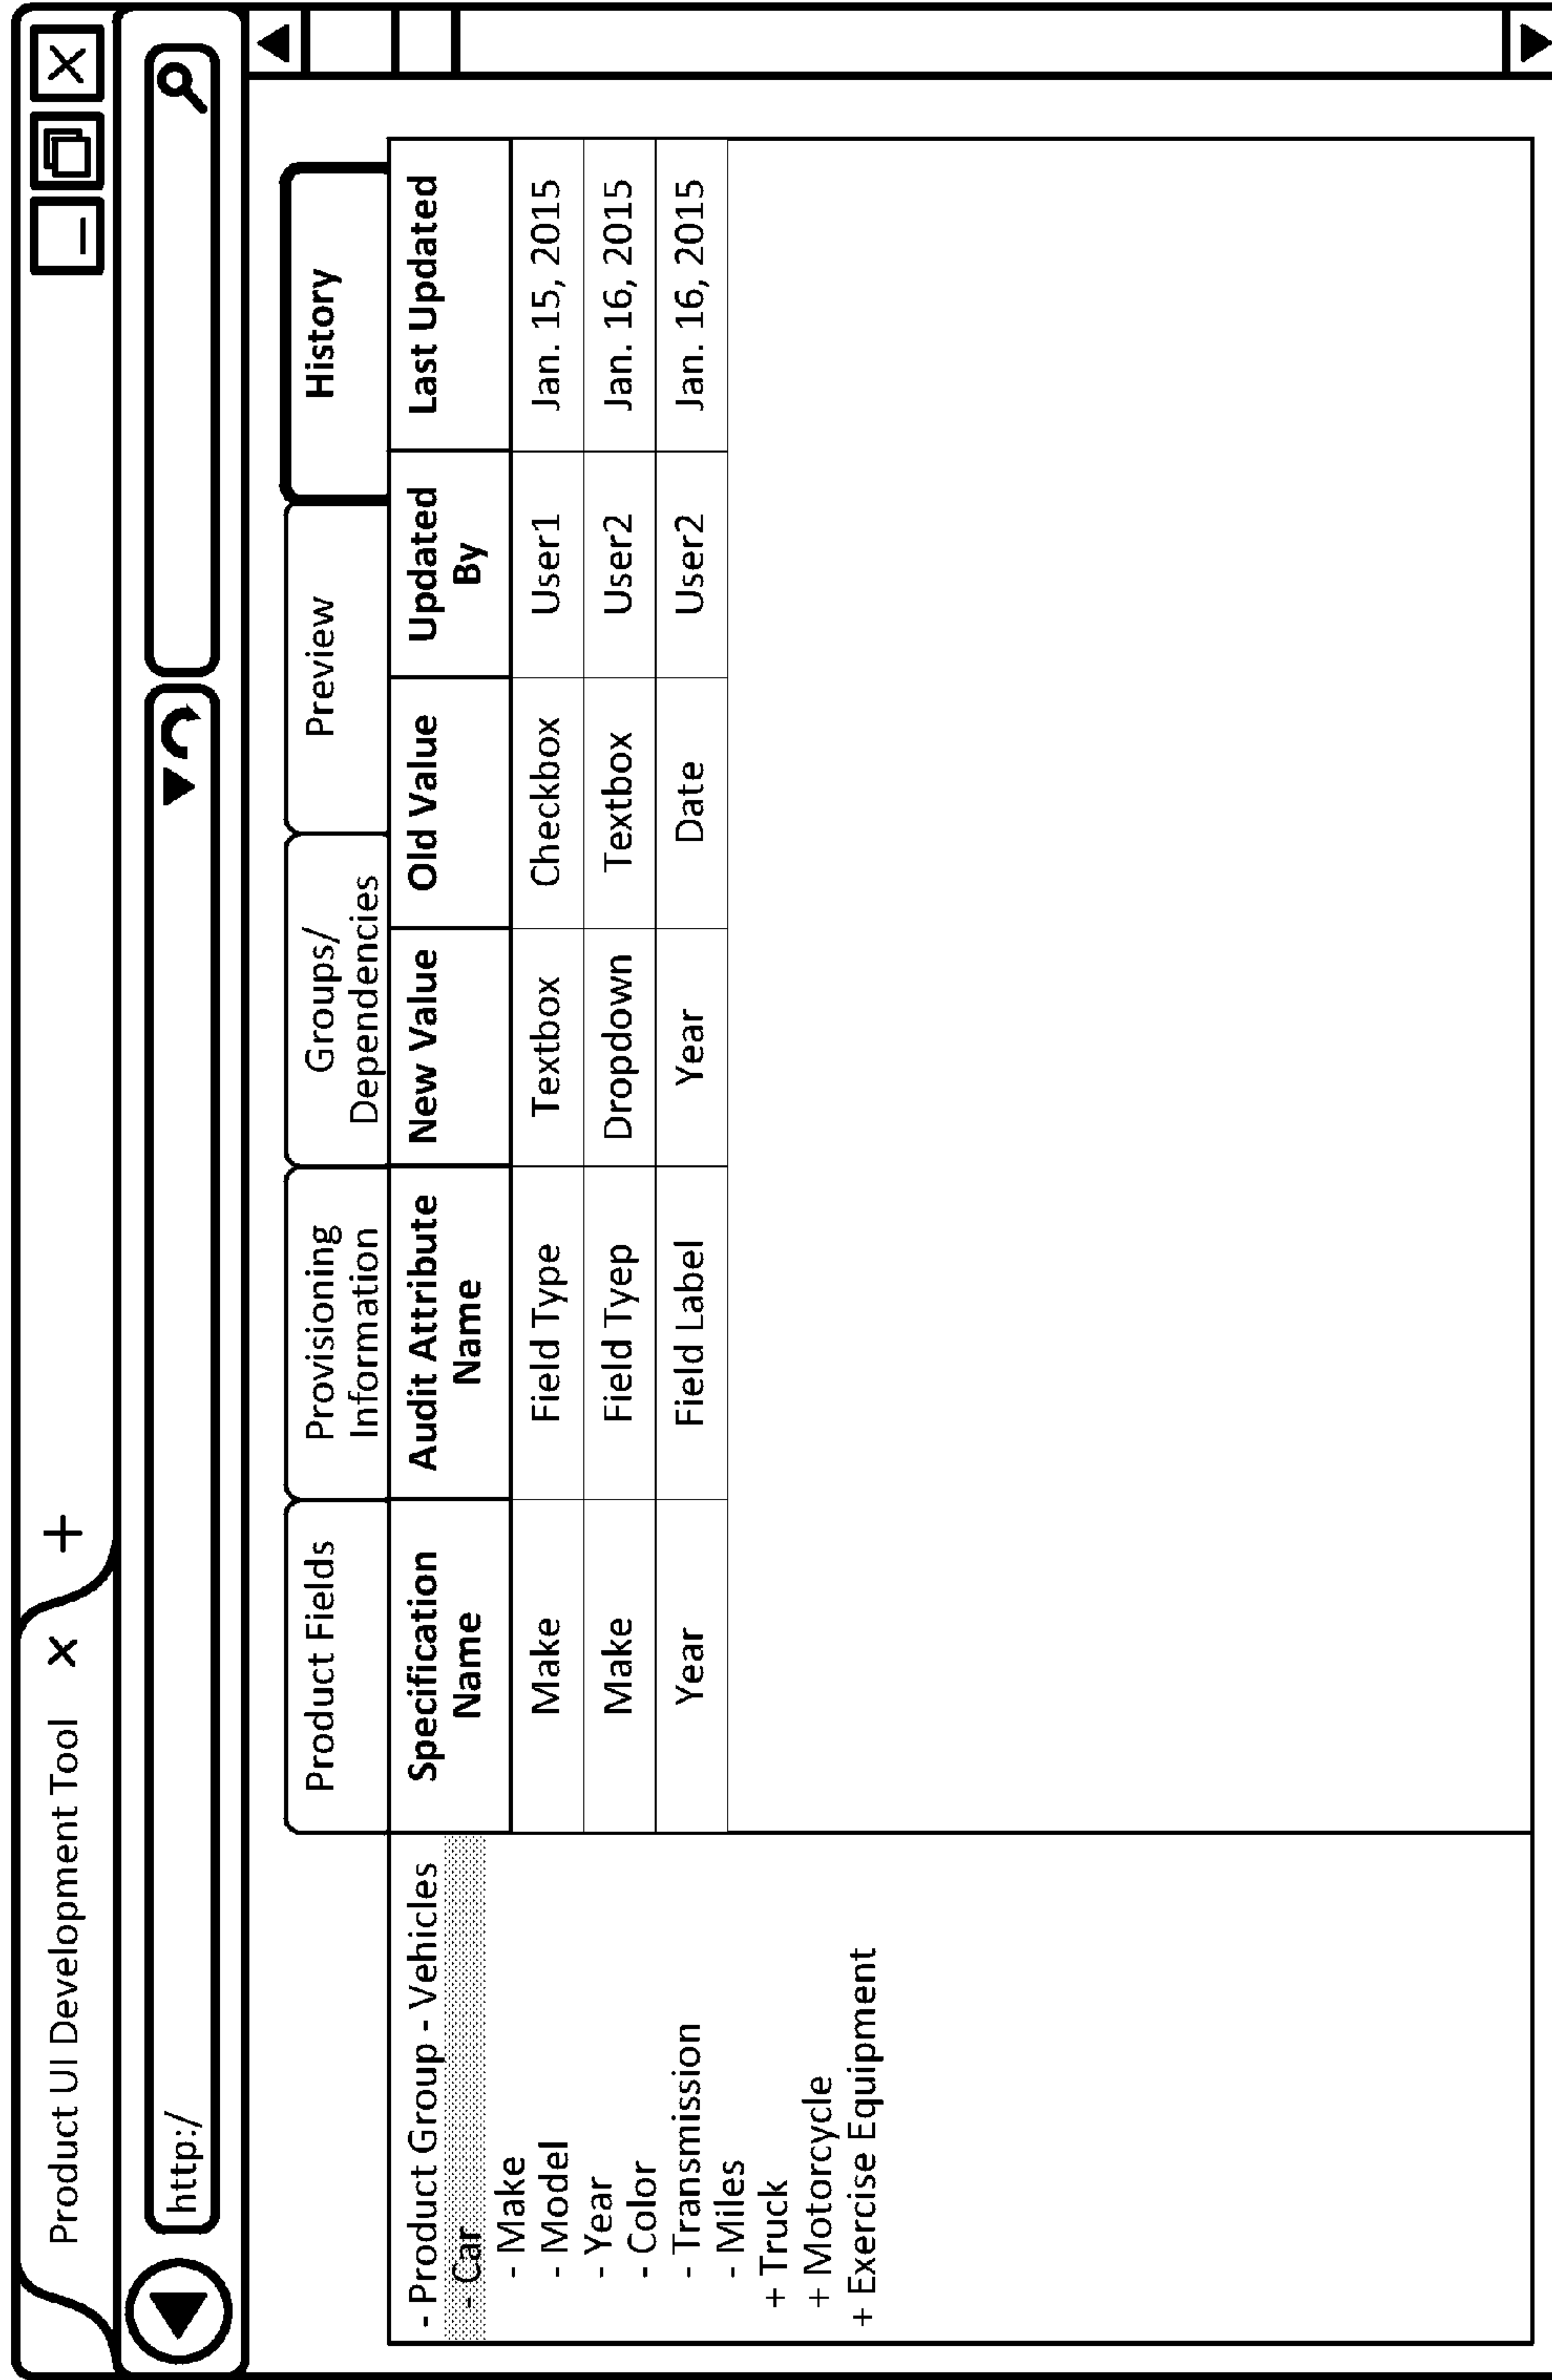 Product UI Development Tool X +
http:/
Product Fields
Provisioning
Information
Groups/
Dependencies
Preview
History
- Product Group - Vehicles
- Car
- Make
- Model
- Year
- Color
- Transmission
- Miles
+ Truck
+ Motorcycle
+ Exercise Equipment
Specification
Name
Audit Attribute
Name
New Value
Old Value
Updated
By
Last Updated
Make Field Type Textbox Checkbox User1 Jan. 15, 2015
Make Field Tyep Dropdown Textbox User2 Jan. 16, 2015
Year Field Label Year Date User2 Jan. 16, 2015